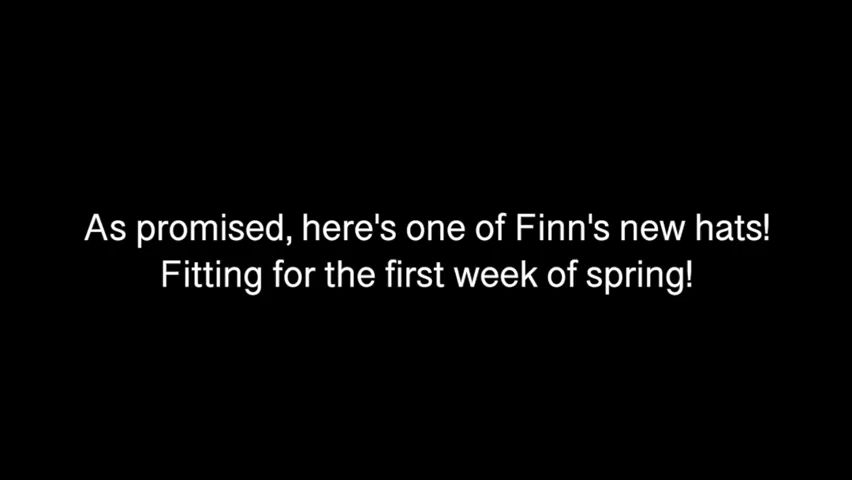 As promised, here's one of Finn's new hats!
Fitting for the first week of spring!